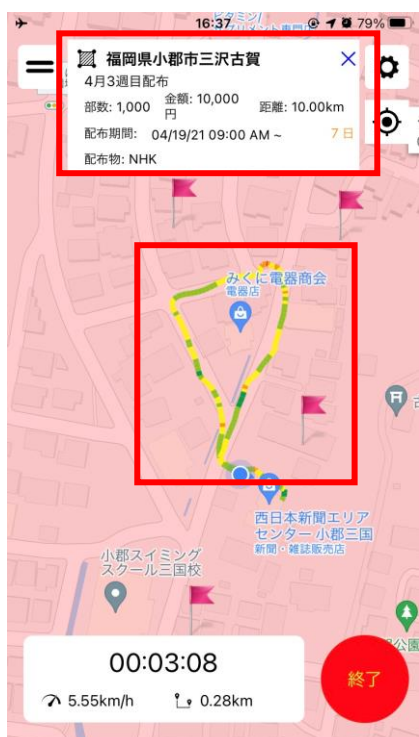 16:37
79%
福岡県小郡市三沢古賀
4月3週目配布
部数: 1,000 金額: 10,000円 距離: 10.00km
配布期間: 04/19/21 09:00 AM ~ 7 日
配布物: NHK
みくに電器商会
電器店
西日本新聞エリア
センター 小郡三国
新聞・雑誌販売店
小郡スイミング
スクール三国校
00:03:08
5.55km/h 0.28km
終了